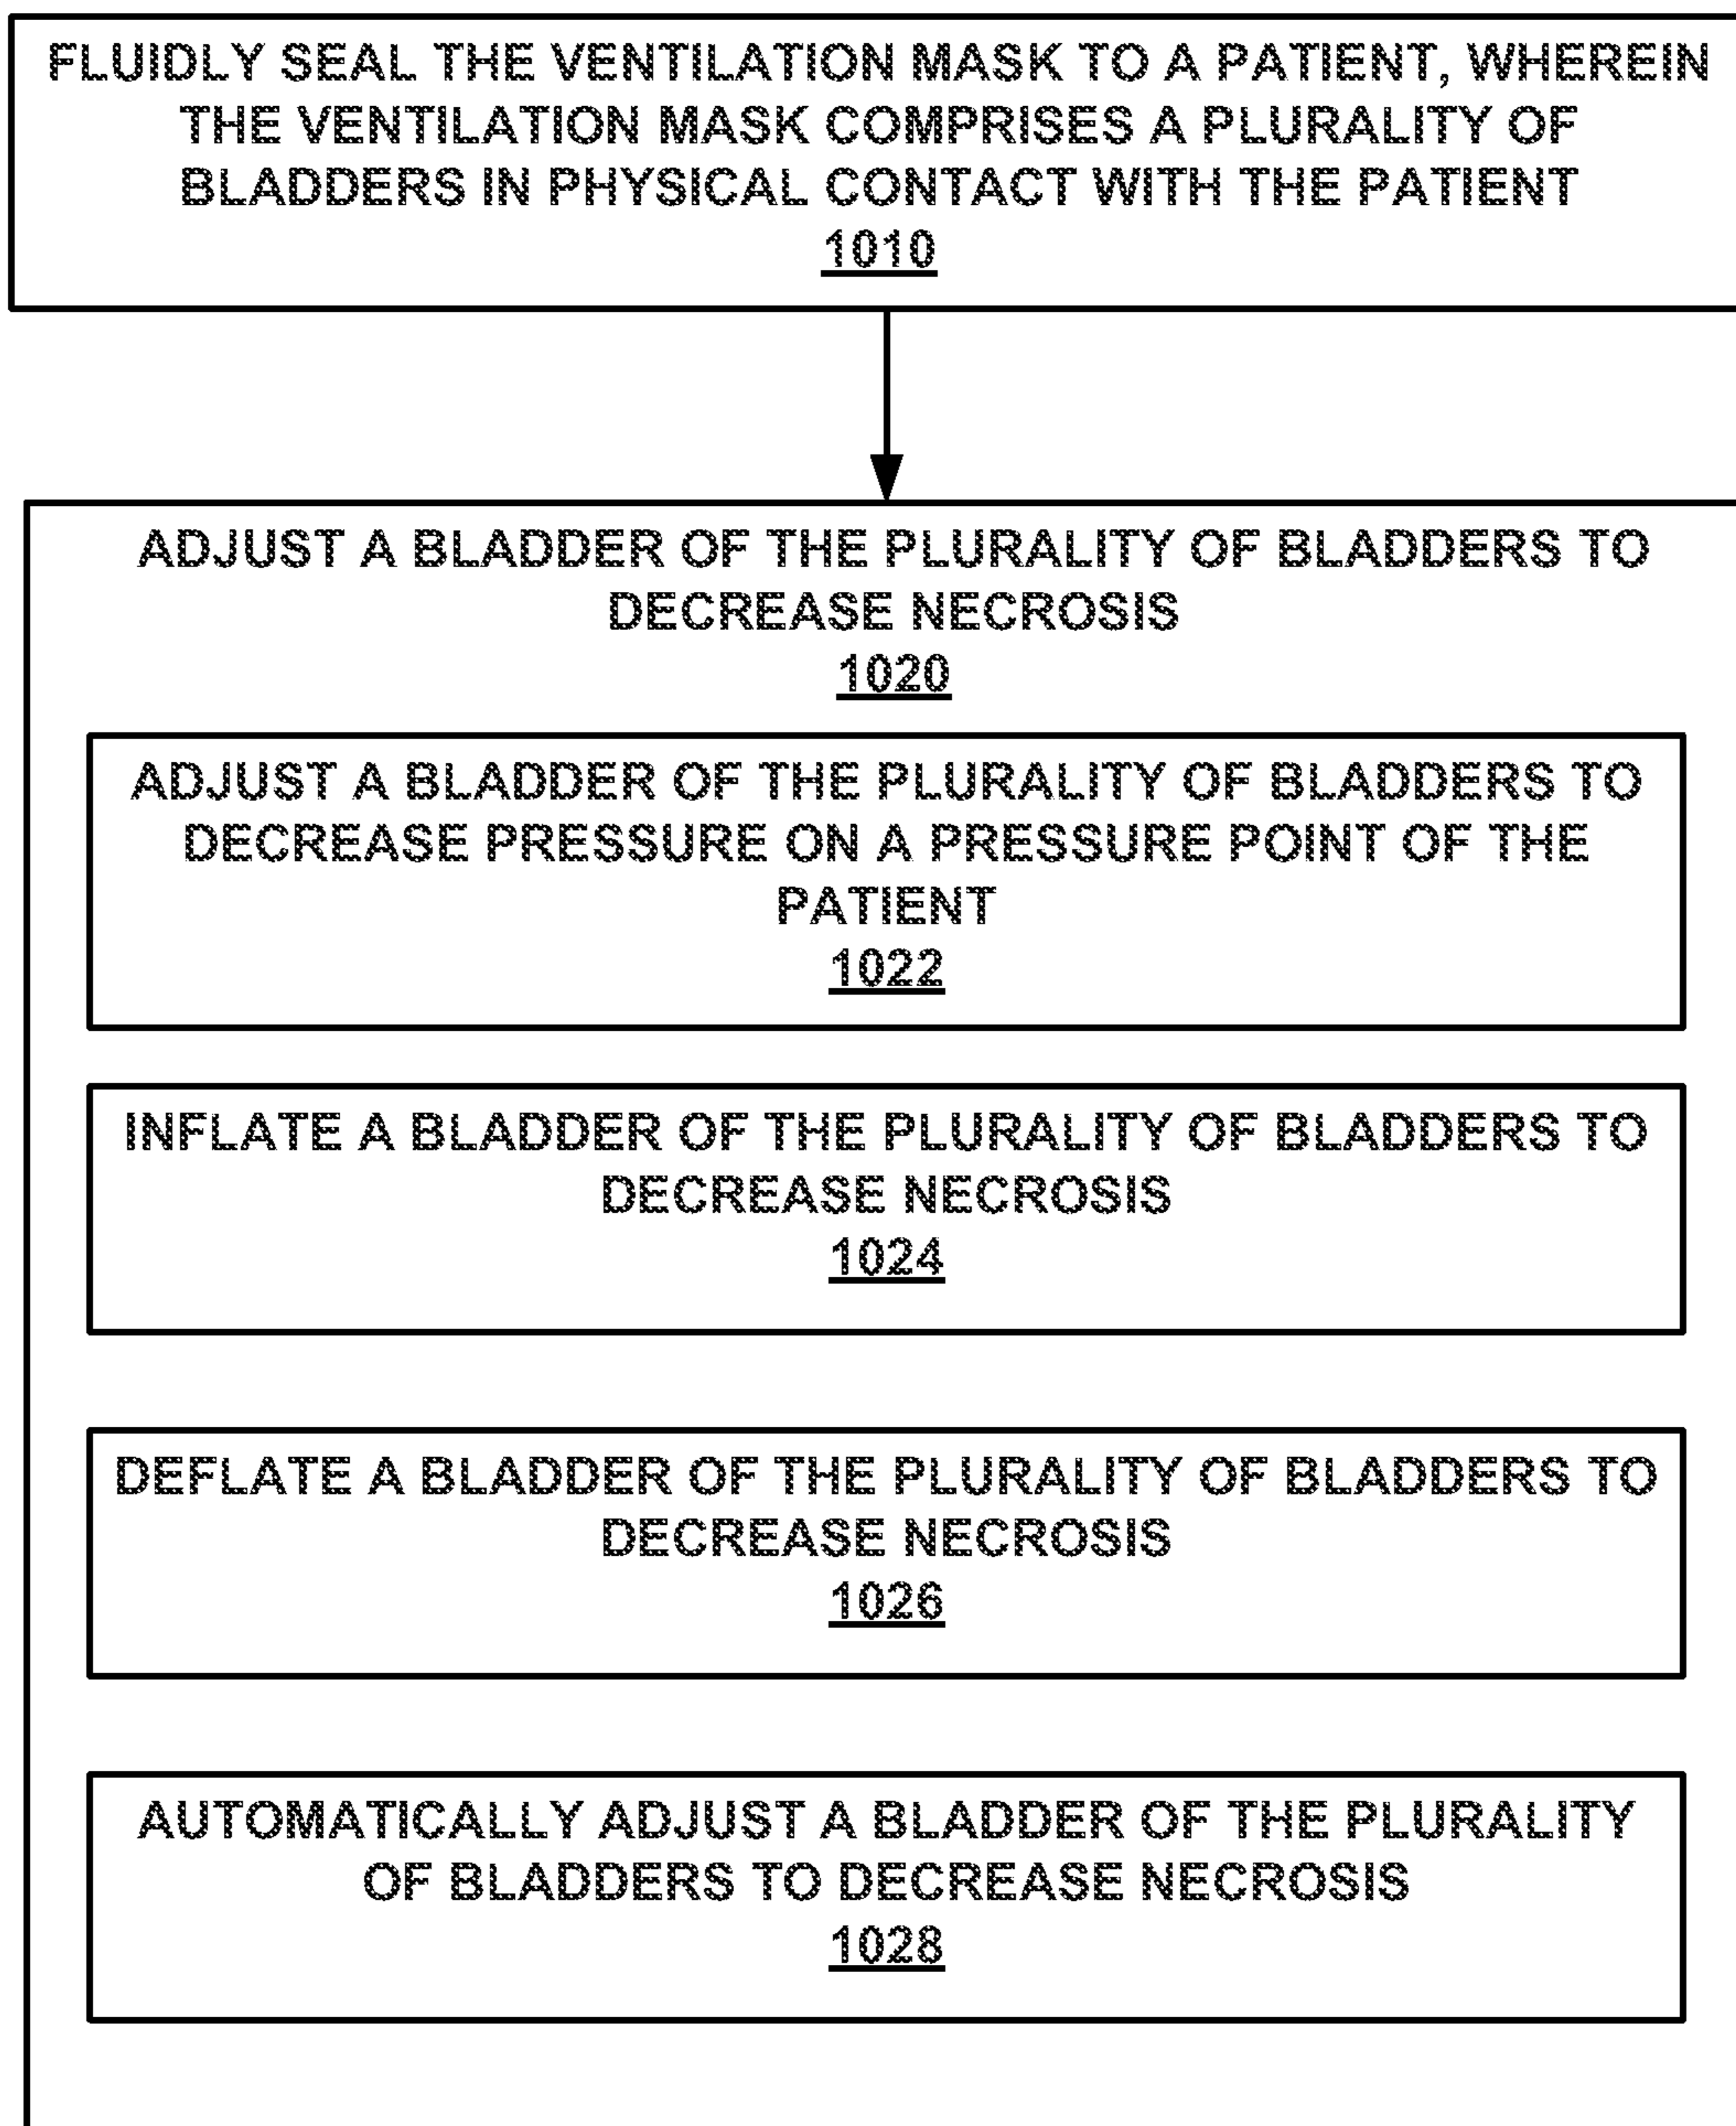 FLUIDLY SEAL THE VENTILATION MASK TO A PATIENT, WHEREIN
THE VENTILATION MASK COMPRISES A PLURALITY OF
BLADDERS IN PHYSICAL CONTACT WITH THE PATIENT
1010
ADJUST A BLADDER OF THE PLURALITY OF BLADDERS TO
DECREASE NECROSIS
1020
ADJUST A BLADDER OF THE PLURALITY OF BLADDERS TO
DECREASE PRESSURE ON A PRESSURE POINT OF THE
PATIENT
1022
INFLATE A BLADDER OF THE PLURALITY OF BLADDERS TO
DECREASE NECROSIS
1024
DEFLATE A BLADDER OF THE PLURALITY OF BLADDERS TO
DECREASE NECROSIS
1026
AUTOMATICALLY ADJUST A BLADDER OF THE PLURALITY
OF BLADDERS TO DECREASE NECROSIS
1028